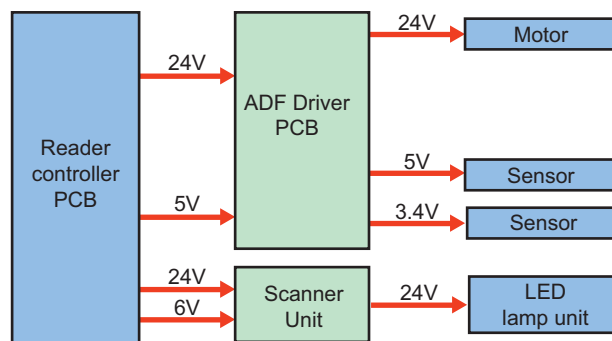 Reader
controller
PCB
24V
5V
24V
6V
ADF Driver
PCB
Scanner
Unit
24V
5V
3.4V
24V
Motor
Sensor
Sensor
LED
lamp unit